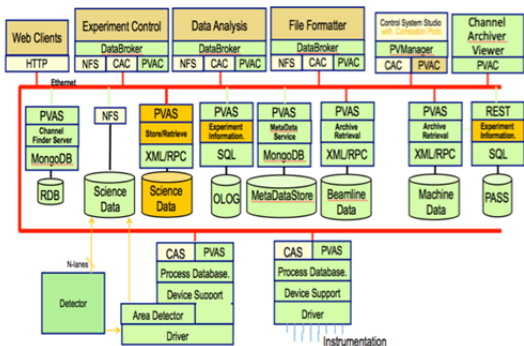 Web Clients
HTTP
Experiment Control
DataBroker
NFS CAC PVAC
Data Analysis
DataBroker
NFS CAC PVAC
File Formatter
DataBroker
NFS CAC PVAC
Control System Studio
with Correlation Plots
PVManager
CAC PVAC
Channel
Archiver
Viewer
PVAC
Ethernet
PVAS
Channel
Finder Server
MongoDB
RDB
NFS
Science
Data
PVAS
Store/Retrieve
XML/RPC
Science
Data
PVAS
Experiment
Information.
SQL
OLOG
PVAS
MetaData
Service
MongoDB
MetaDataStore
PVAS
Archive
Retrieval
XML/RPC
Beamline
Data
PVAS
Archive
Retrieval
XML/RPC
Machine
Data
REST
Experiment
Information.
SQL
PASS
N-lanes
Detector
CAS PVAS
Process Database.
Device Support
Area Detector
Driver
CAS PVAS
Process Database.
Device Support
Driver
Instrumentation